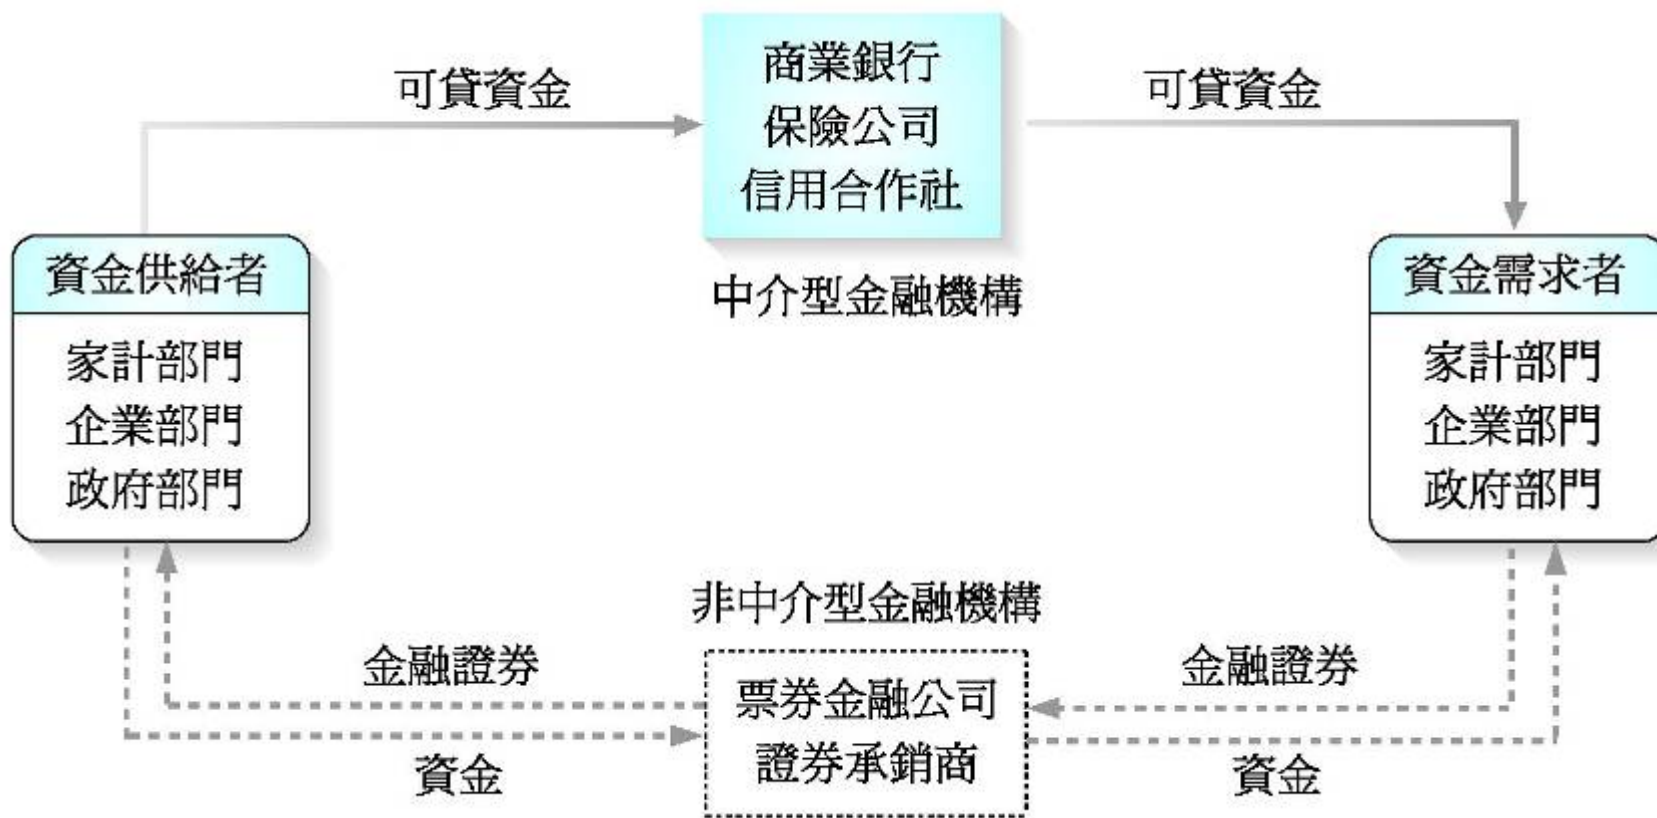 可貸資金
商業銀行
保險公司
信用合作社
中介型金融機構
可貸資金
資金供給者
家計部門
企業部門
政府部門
資金需求者
家計部門
企業部門
政府部門
非中介型金融機構
金融證券
票券金融公司
證券承銷商
金融證券
資金
資金